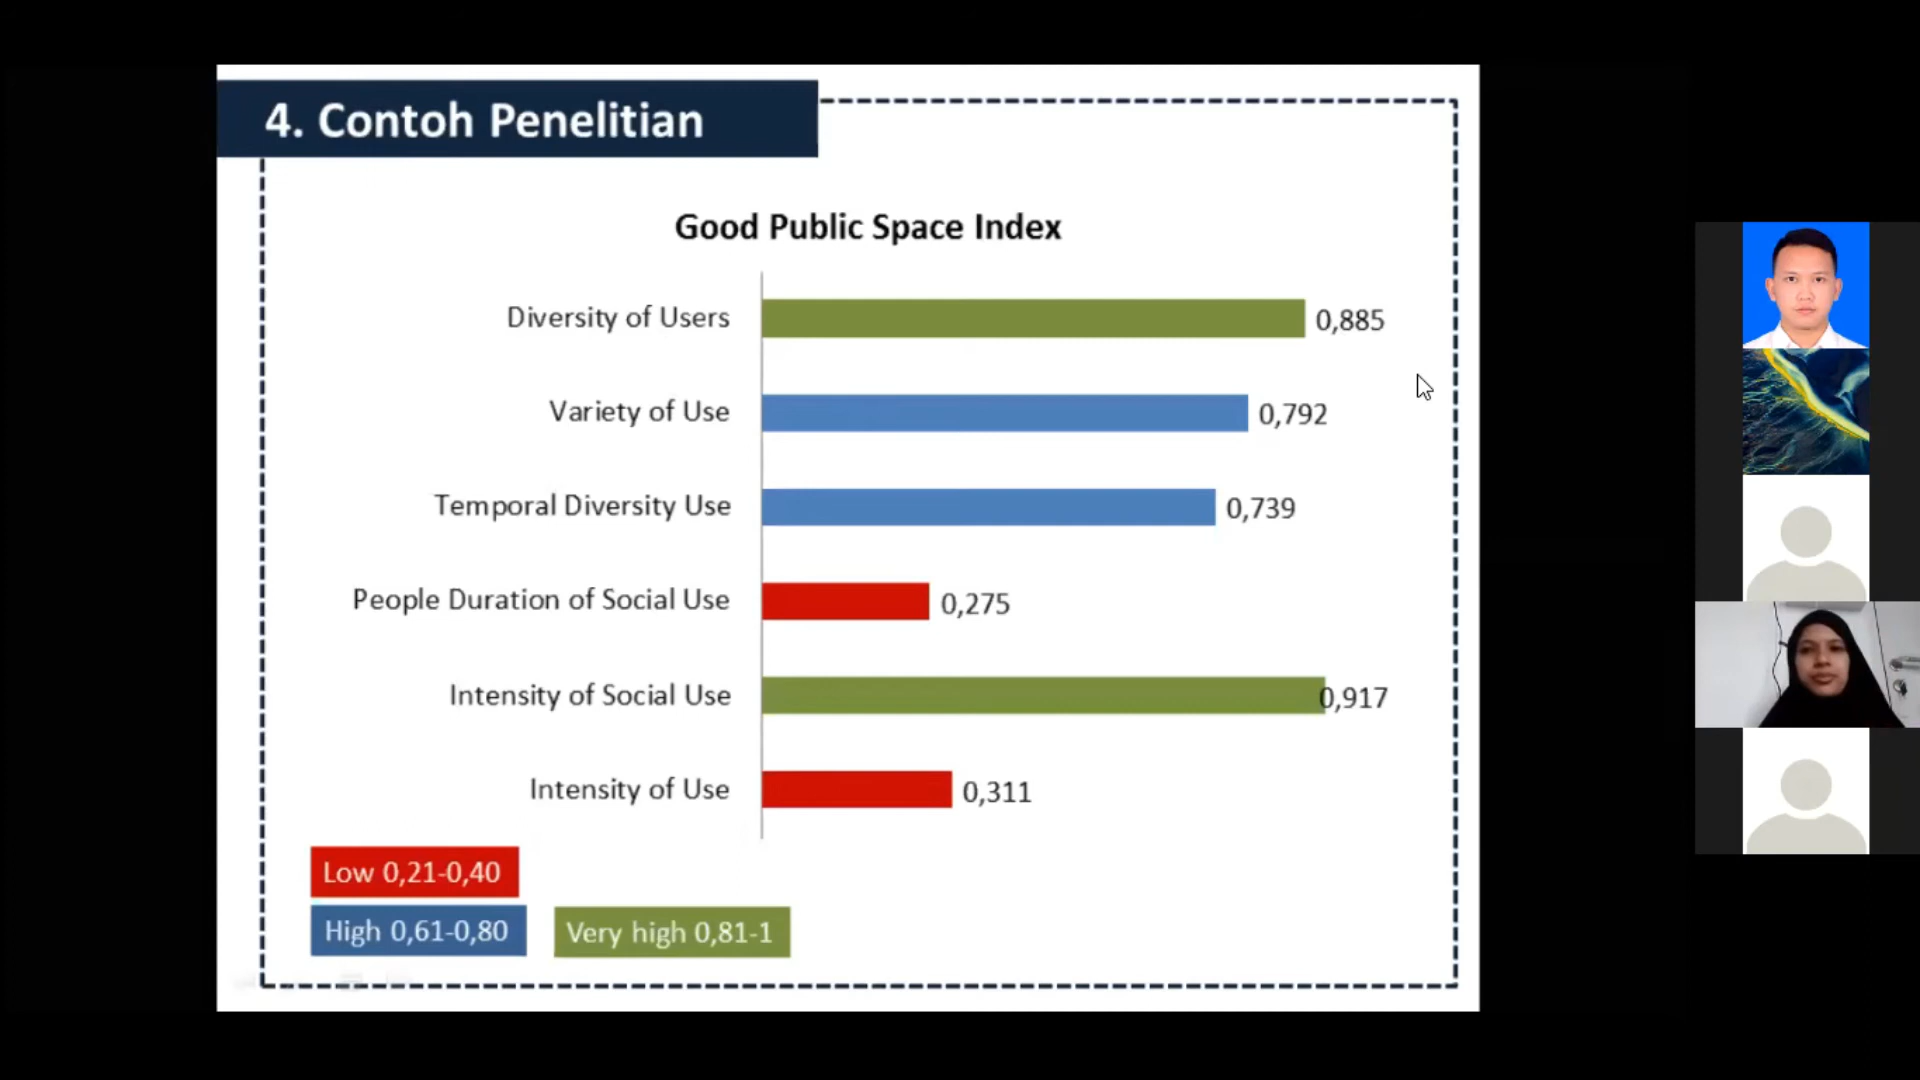 4. Contoh Penelitian
Good Public Space Index
Diversity of Users 0,885
Variety of Use 0,792
Temporal Diversity Use 0,739
People Duration of Social Use 0,275
Intensity of Social Use 0,917
Intensity of Use 0,311
Low 0,21-0,40
High 0,61-0,80 Very high 0,81-1